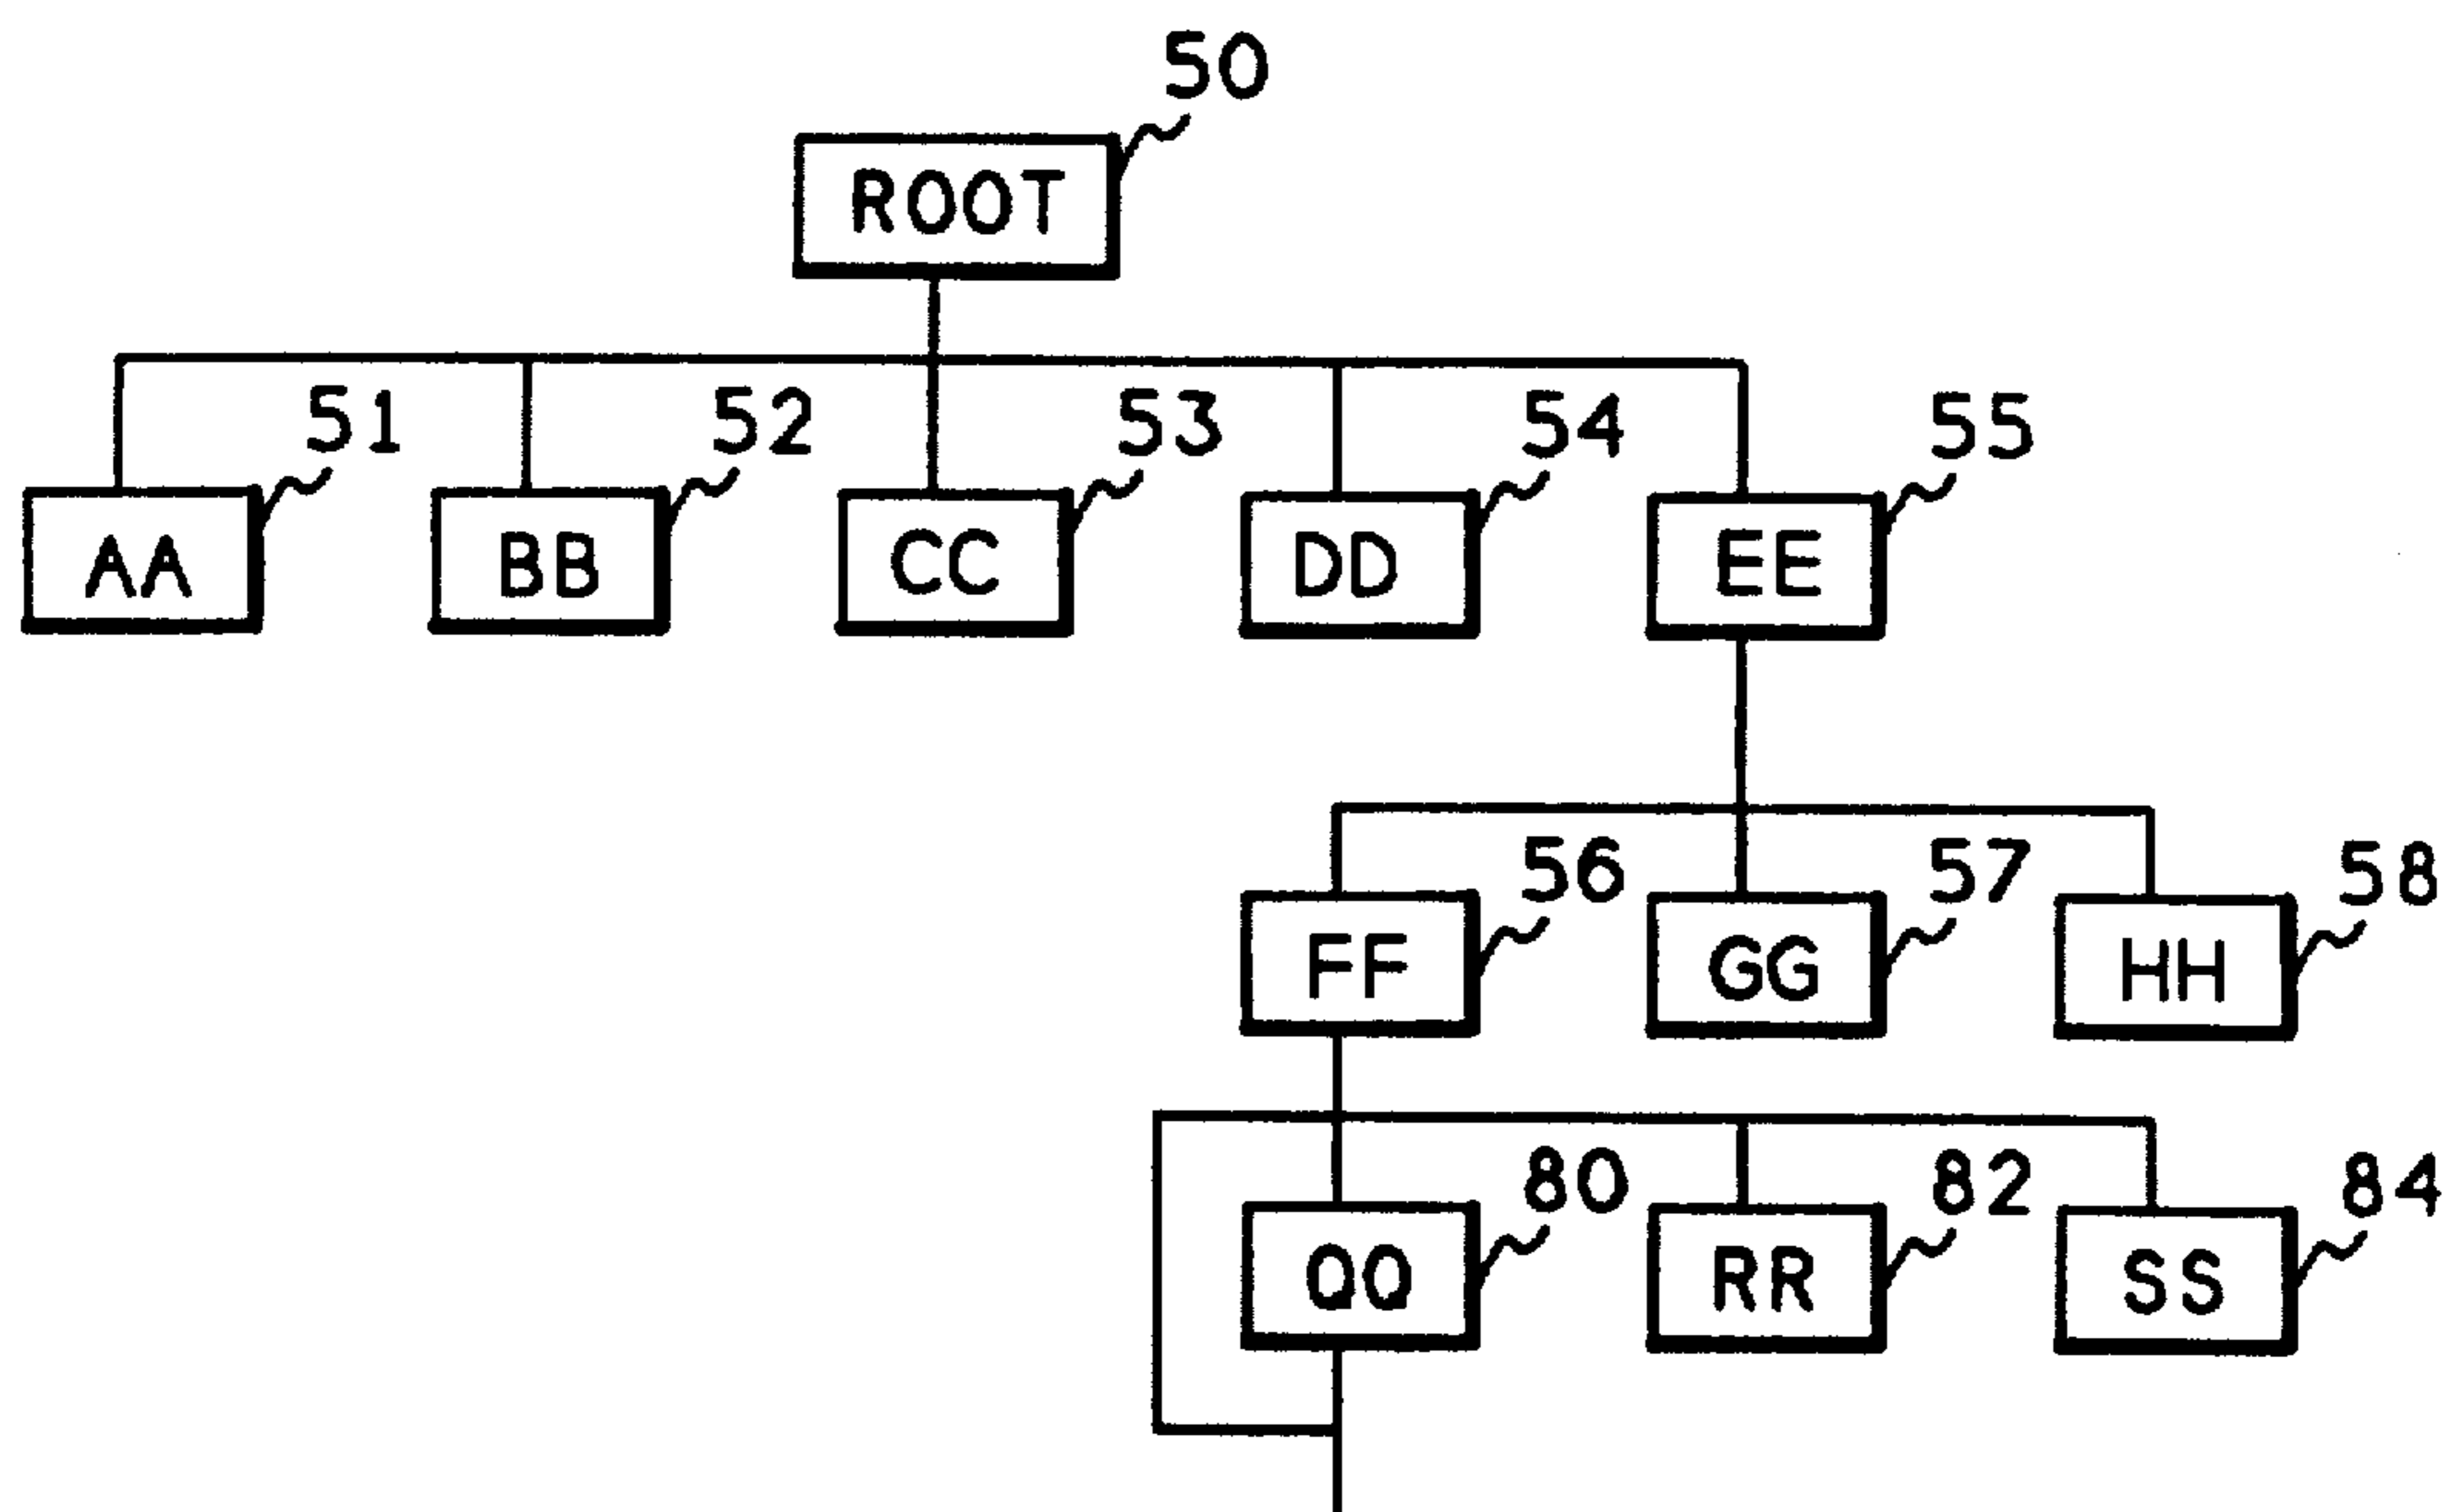 50
ROOT
51 52 53 54 55
AA BB CC DD EE
56 57 58
FF GG HH
80 82 84
QQ RR SS